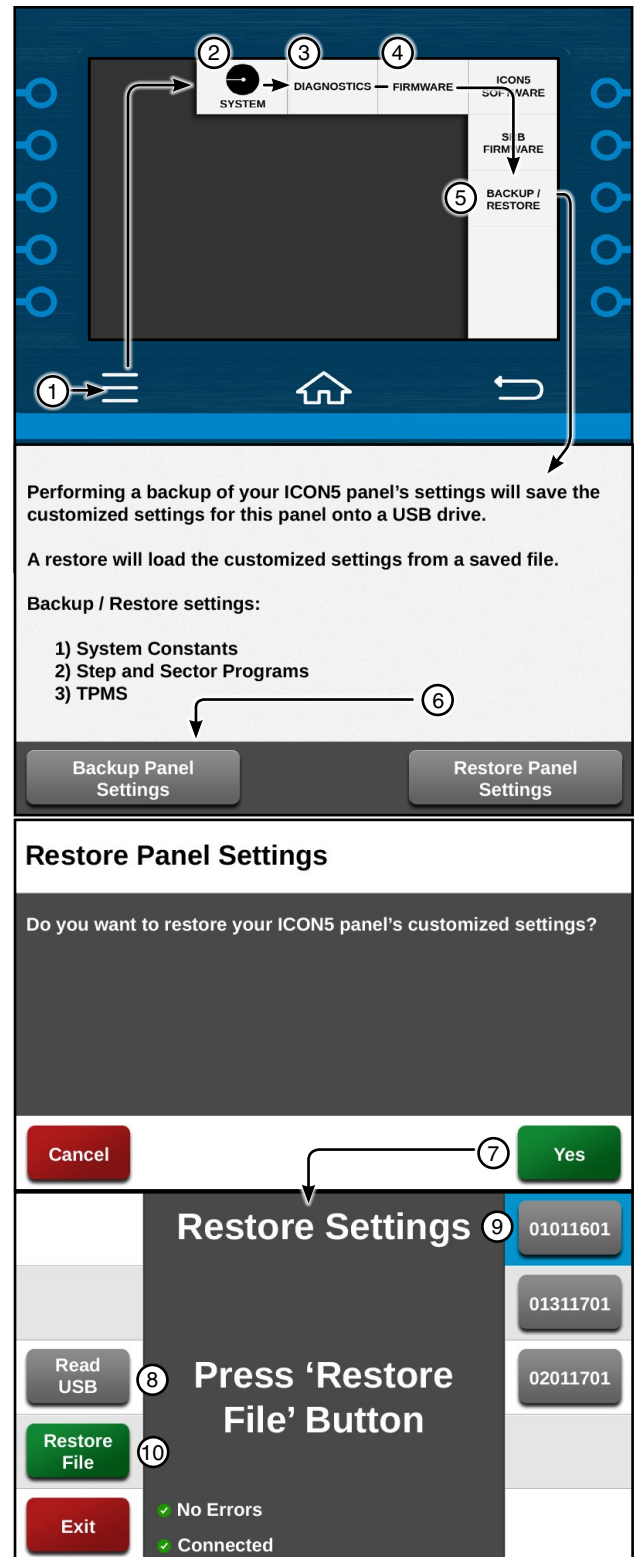 2
3
4
SYSTEM
DIAGNOSTICS
FIRMWARE
ICON5
SOFTWARE
FIRMWARE
5
BACKUP /
RESTORE
1
Performing a backup of your ICON5 panel's settings will save the
customized settings for this panel onto a USB drive.
A restore will load the customized settings from a saved file.
Backup / Restore settings:
1) System Constants
2) Step and Sector Programs
3) TPMS
6
Backup Panel
Settings
Restore Panel
Settings
Restore Panel Settings
Do you want to restore your ICON5 panel's customized settings?
Cancel
7
Yes
Restore Settings
9
01011601
01311701
Read
USB
8
Press ‘Restore
File’ Button
02011701
Restore
File
10
Exit
No Errors
Connected